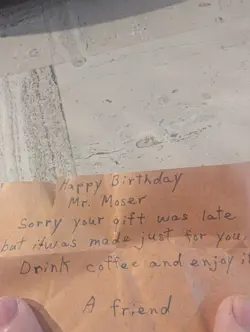 Happy Birthday
Mr. Moser
Sorry your gift was late
but it was made just for you
Drink coffee and enjoy it
A friend